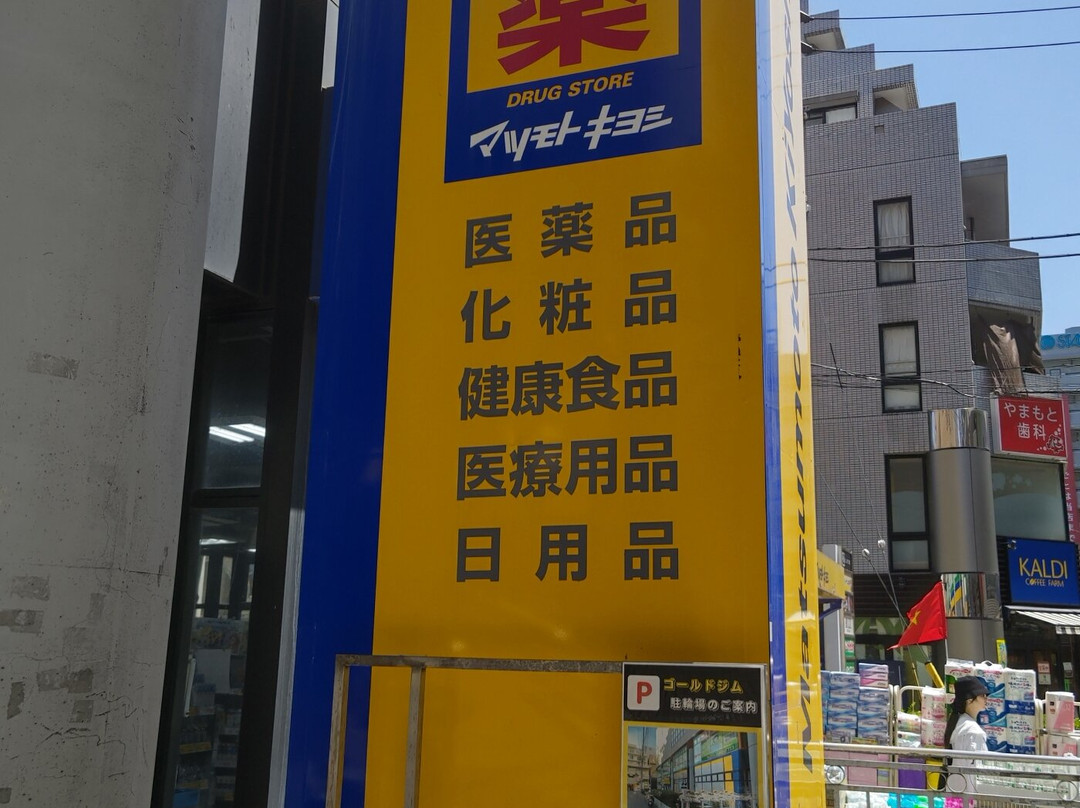 薬
DRUG STORE
マツモトキヨシ
医薬品
化粧品
健康食品
医療用品
日用品
P
ゴールドジム
駐輪場のご案内
やまもと
歯科
KALDI
COFFEE FARM